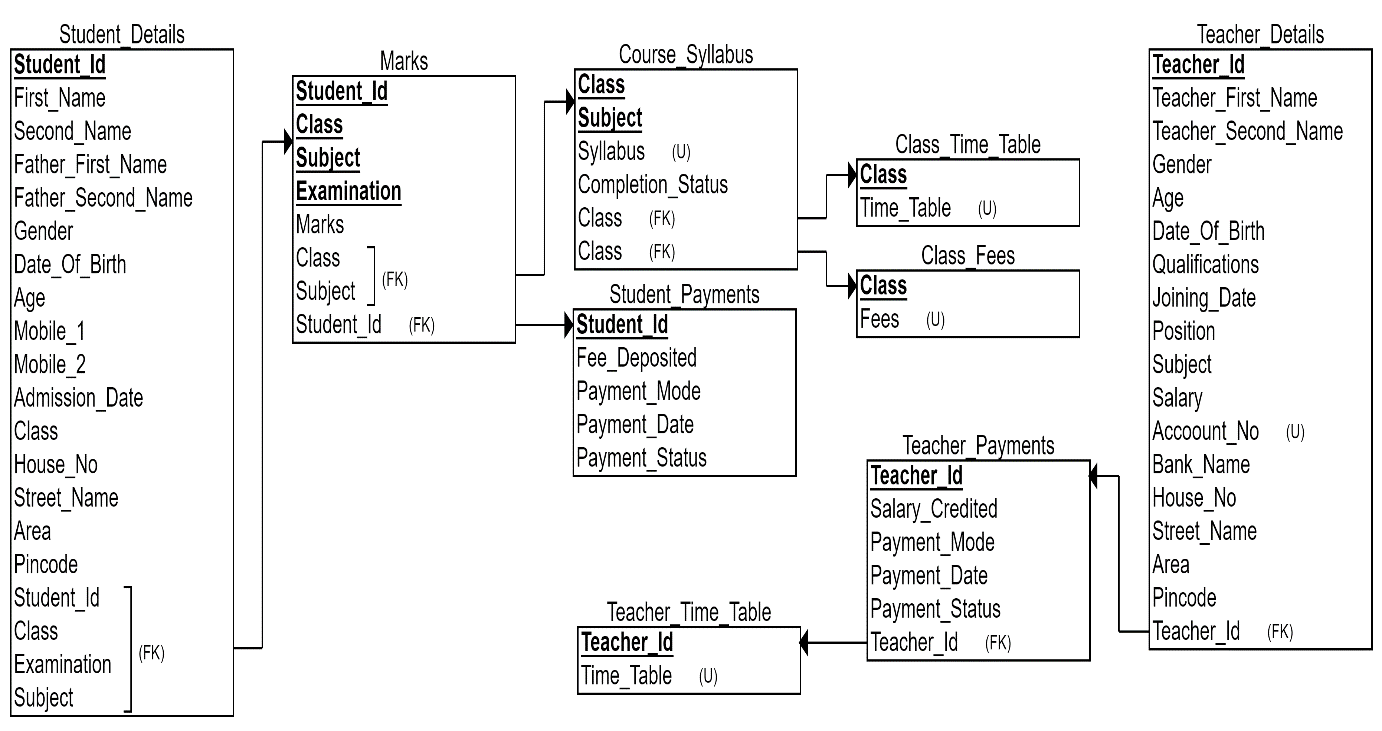 Student_Details
Student_Id
First_Name
Second_Name
Father_First_Name
Father_Second_Name
Gender
Date_Of_Birth
Age
Mobile_1
Mobile_2
Admission_Date
Class
House_No
Street_Name
Area
Pincode
Student_Id
Class
Examination
Subject
(FK)
Marks
Student_Id
Class
Subject
Examination
Marks
Class
Subject
(FK)
Student_Id (FK)
Course_Syllabus
Class
Subject
Syllabus (U)
Completion_Status
Class (FK)
Class (FK)
Student_Payments
Student_Id
Fee_Deposited
Payment_Mode
Payment_Date
Payment_Status
Class_Time_Table
Class
Time_Table (U)
Class_Fees
Class
Fees (U)
Teacher_Time_Table
Teacher_Id
Time_Table (U)
Teacher_Payments
Teacher_Id
Salary_Credited
Payment_Mode
Payment_Date
Payment_Status
Teacher_Id (FK)
Teacher_Details
Teacher_Id
Teacher_First_Name
Teacher_Second_Name
Gender
Age
Date_Of_Birth
Qualifications
Joining_Date
Position
Subject
Salary
Accoount_No (U)
Bank_Name
House_No
Street_Name
Area
Pincode
Teacher_Id (FK)